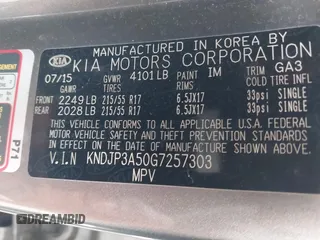 MANUFACTURED IN KOREA BY
KIA KIA MOTORS CORPORATION
07/15 GVWR 4101LB PAINT IM TRIM GA3
TIRES RIMS COLD INFL.
FRONT 2249LB 215/55 R17 6.5JX17 33psi SINGLE
REAR 2028LB 215/55 R17 6.5JX17 33psi SINGLE
THIS VEHICLE CONFORMS TO ALL APPLICABLE
U.S.A. FEDERAL MOTOR VEHICLE SAFETY, BUMPER,
AND THEFT PREVENTION STANDARDS IN EFFECT
ON THE DATE OF MANUFACTURE SHOWN ABOVE.
V.I.N KNDJP3A50G7257303
MPV
P71
DREAMBID